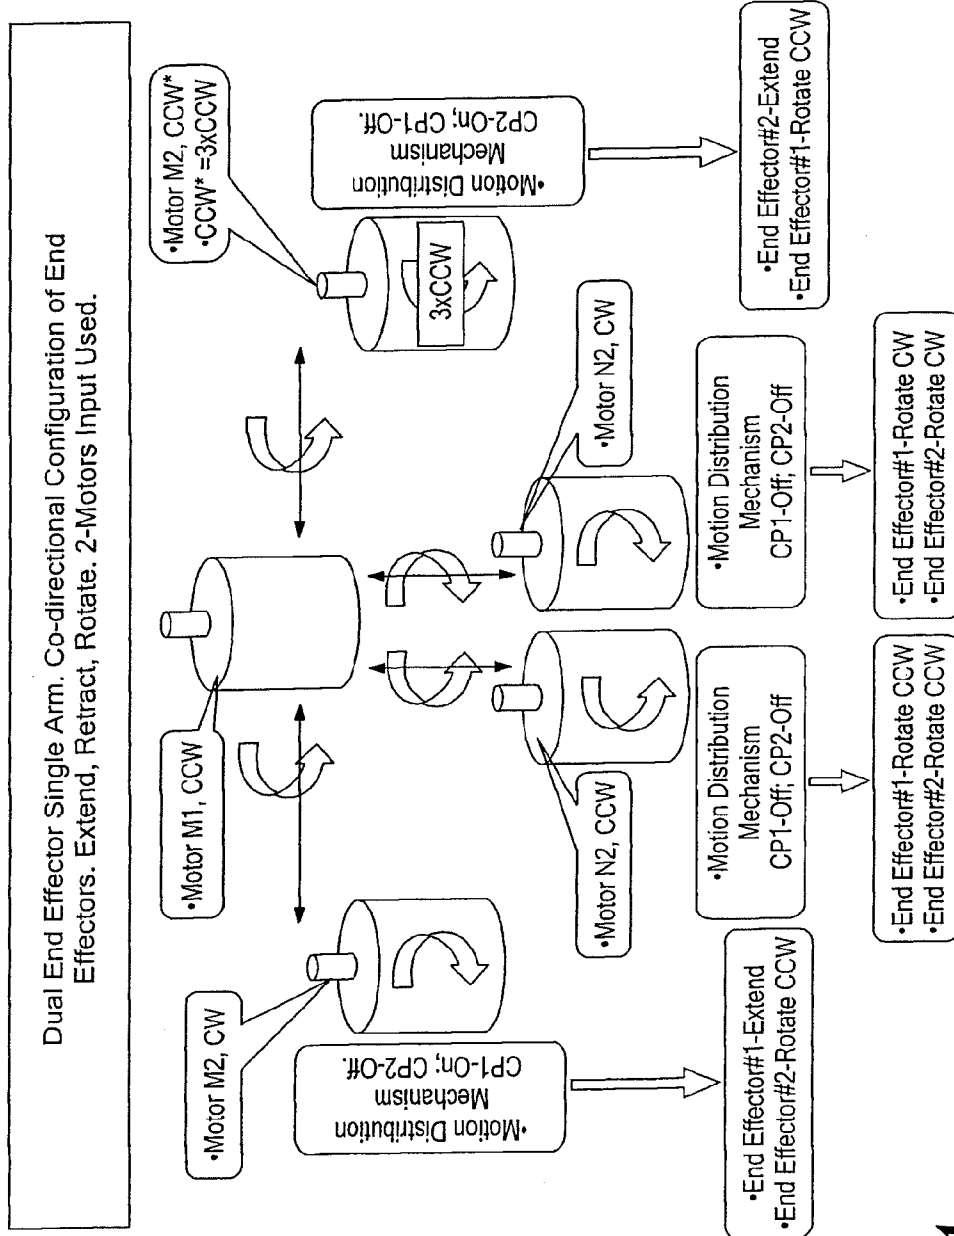 Dual End Effector Single Arm. Co-directional Configuration of End
Effectors. Extend, Retract, Rotate. 2-Motors Input Used.
•Motor M1, CCW
•Motor M2, CW
•Motion Distribution
Mechanism
CP1-On; CP2-Off.
•End Effector#1-Extend
•End Effector#2-Rotate CCW
•Motor N2, CCW
•Motion Distribution
Mechanism
CP1-Off; CP2-Off
•End Effector#1-Rotate CCW
•End Effector#2-Rotate CCW
•Motor N2, CW
•Motion Distribution
Mechanism
CP1-Off; CP2-Off
•End Effector#1-Rotate CW
•End Effector#2-Rotate CW
•Motor M2, CCW*
•CCW* =3xCCW
3xCCW
•Motion Distribution
Mechanism
CP2-On; CP1-Off.
•End Effector#2-Extend
•End Effector#1-Rotate CCW